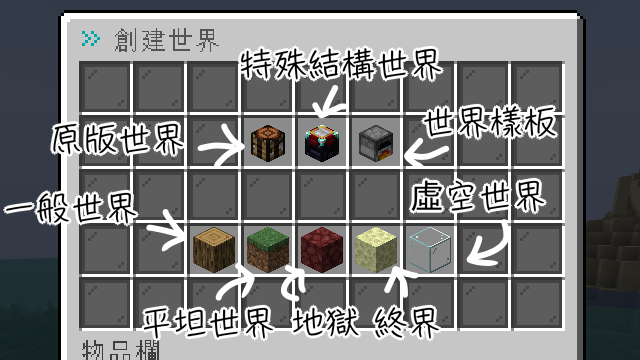 創建世界
特殊結構世界
原版世界
世界樣板
一般世界
虛空世界
平坦世界 地獄 終界
物品欄